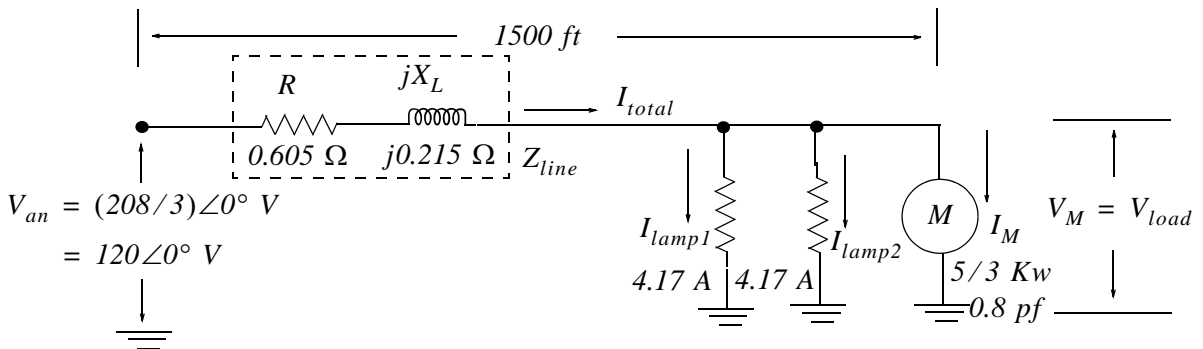 1500 ft
R
jX_L
I_total
0.605 Ω
j0.215 Ω
Z_line
V_an = (208/3)∠0° V
= 120∠0° V
I_lamp1
I_lamp2
M
I_M
V_M = V_load
4.17 A
4.17 A
5/3 Kw
0.8 pf